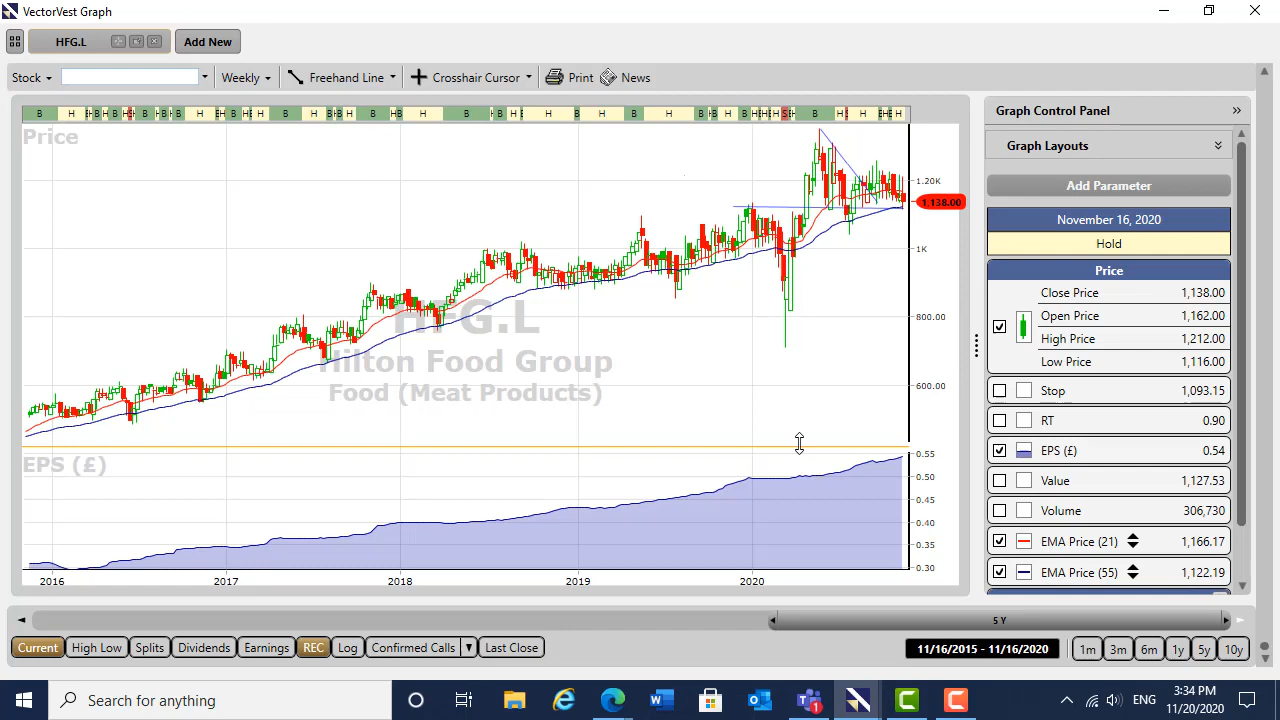 VectorVest Graph
HFG.L
Add New
Stock
Weekly
Freehand Line
Crosshair Cursor
Print
News
Price
1.20K
1,138.00
1K
800.00
600.00
HFG.L
Hilton Food Group
Food (Meat Products)
EPS (£)
0.55
0.50
0.45
0.40
0.35
0.30
2016 2017 2018 2019 2020
Graph Control Panel
Graph Layouts
Add Parameter
November 16, 2020
Hold
Price
Close Price 1,138.00
Open Price 1,162.00
High Price 1,212.00
Low Price 1,116.00
Stop 1,093.15
RT 0.90
EPS (£) 0.54
Value 1,127.53
Volume 306,730
EMA Price (21) 1,166.17
EMA Price (55) 1,122.19
5 Y
Current High Low Splits Dividends Earnings REC Log Confirmed Calls Last Close 11/16/2015 - 11/16/2020 1m 3m 6m 1y 5y 10y
Search for anything
ENG
3:34 PM
11/20/2020